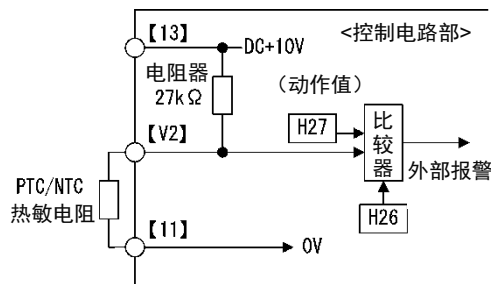 【13】
DC+10V
<控制电路部>
电阻器
27kΩ
(动作值)
【V2】
H27
比较器
外部报警
PTC/NTC
热敏电阻
H26
【11】
0V